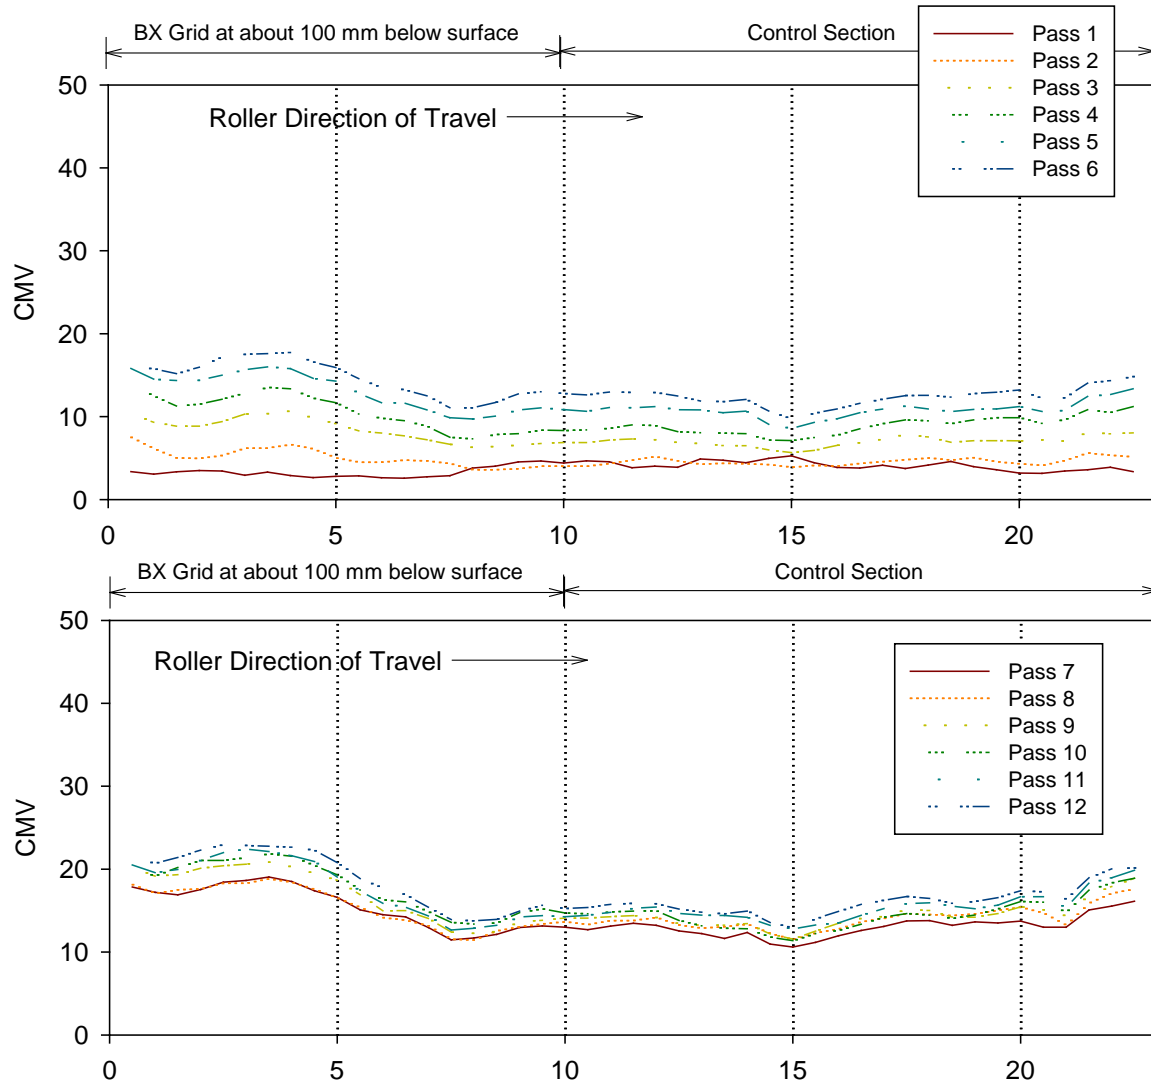 BX Grid at about 100 mm below surface
Control Section
Pass 1
Pass 2
Pass 3
Pass 4
Pass 5
Pass 6
Roller Direction of Travel
50
40
30
20
10
0
CMV
0
5
10
15
20
BX Grid at about 100 mm below surface
Control Section
Roller Direction of Travel
Pass 7
Pass 8
Pass 9
Pass 10
Pass 11
Pass 12
50
40
30
20
10
0
CMV
0
5
10
15
20